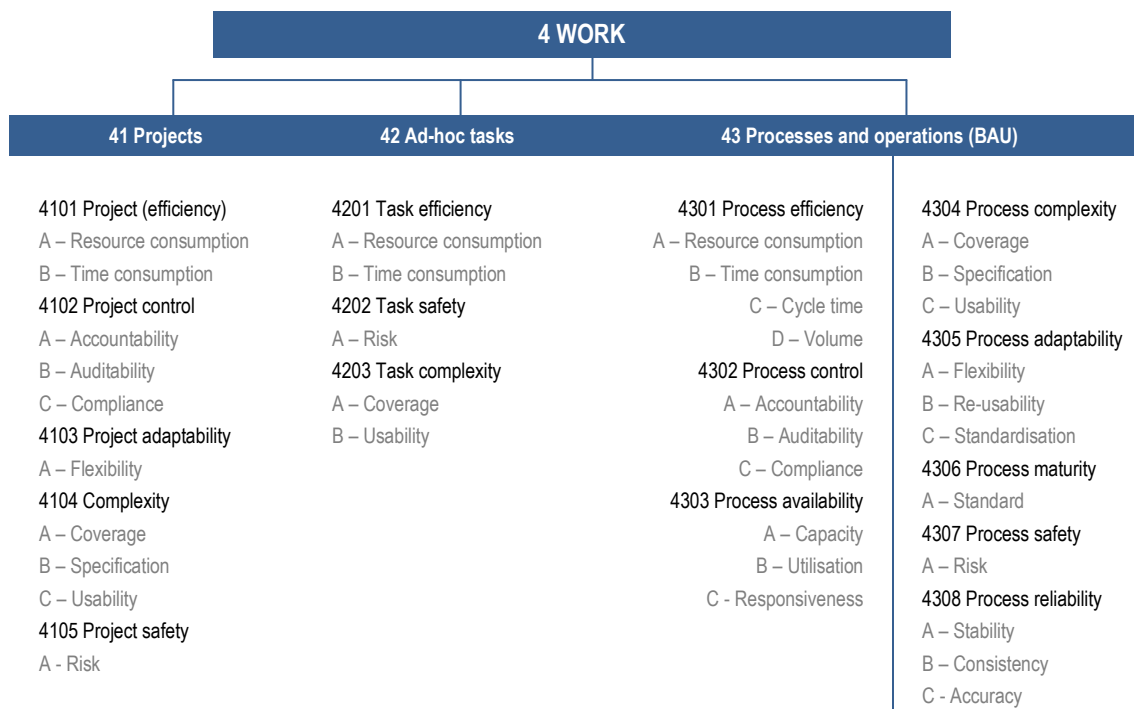 4 WORK
41 Projects
42 Ad-hoc tasks
43 Processes and operations (BAU)
4101 Project (efficiency)
A – Resource consumption
B – Time consumption
4102 Project control
A – Accountability
B – Auditability
C – Compliance
4103 Project adaptability
A – Flexibility
4104 Complexity
A – Coverage
B – Specification
C – Usability
4105 Project safety
A - Risk
4201 Task efficiency
A – Resource consumption
B – Time consumption
4202 Task safety
A – Risk
4203 Task complexity
A – Coverage
B – Usability
4301 Process efficiency
A – Resource consumption
B – Time consumption
C – Cycle time
D – Volume
4302 Process control
A – Accountability
B – Auditability
C – Compliance
4303 Process availability
A – Capacity
B – Utilisation
C - Responsiveness
4304 Process complexity
A – Coverage
B – Specification
C – Usability
4305 Process adaptability
A – Flexibility
B – Re-usability
C – Standardisation
4306 Process maturity
A – Standard
4307 Process safety
A – Risk
4308 Process reliability
A – Stability
B – Consistency
C - Accuracy